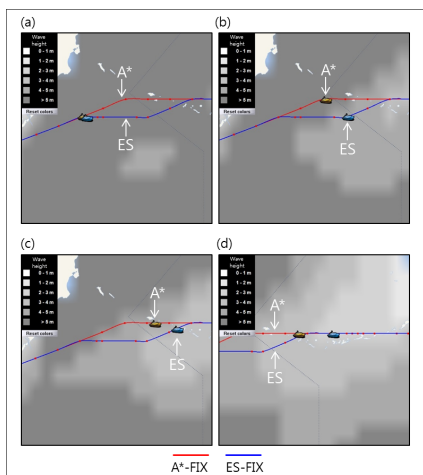 (a)
Wave
height
0 - 1 m
1 - 2 m
2 - 3 m
3 - 4 m
4 - 5 m
> 5 m
Reset colors
A*
ES
(b)
Wave
height
0 - 1 m
1 - 2 m
2 - 3 m
3 - 4 m
4 - 5 m
> 5 m
Reset colors
A*
ES
(c)
Wave
height
0 - 1 m
1 - 2 m
2 - 3 m
3 - 4 m
4 - 5 m
> 5 m
Reset colors
A*
ES
(d)
Wave
height
0 - 1 m
1 - 2 m
2 - 3 m
3 - 4 m
4 - 5 m
> 5 m
Reset colors
A*
ES
A*-FIX ES-FIX